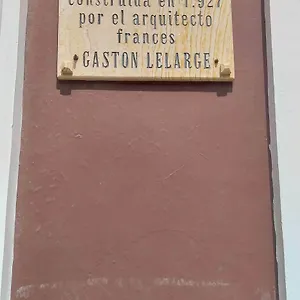 construida en 1.927
por el arquitecto
frances
GASTON LELARGE